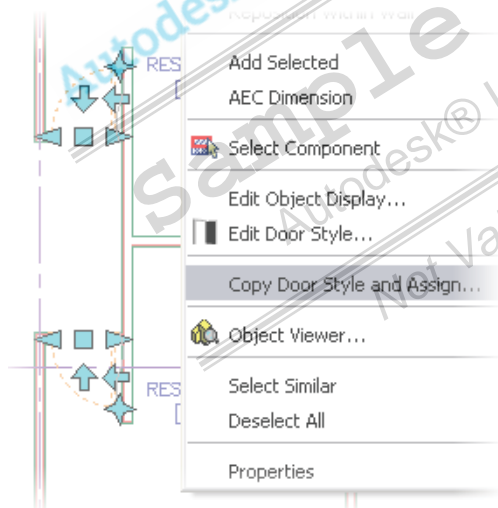 Reposition Within Wall
Add Selected
AEC Dimension
Select Component
Edit Object Display...
Edit Door Style...
Copy Door Style and Assign...
Object Viewer...
Select Similar
Deselect All
Properties
RES
RES
Sample
Autodesk
Autodesk®
Not Va